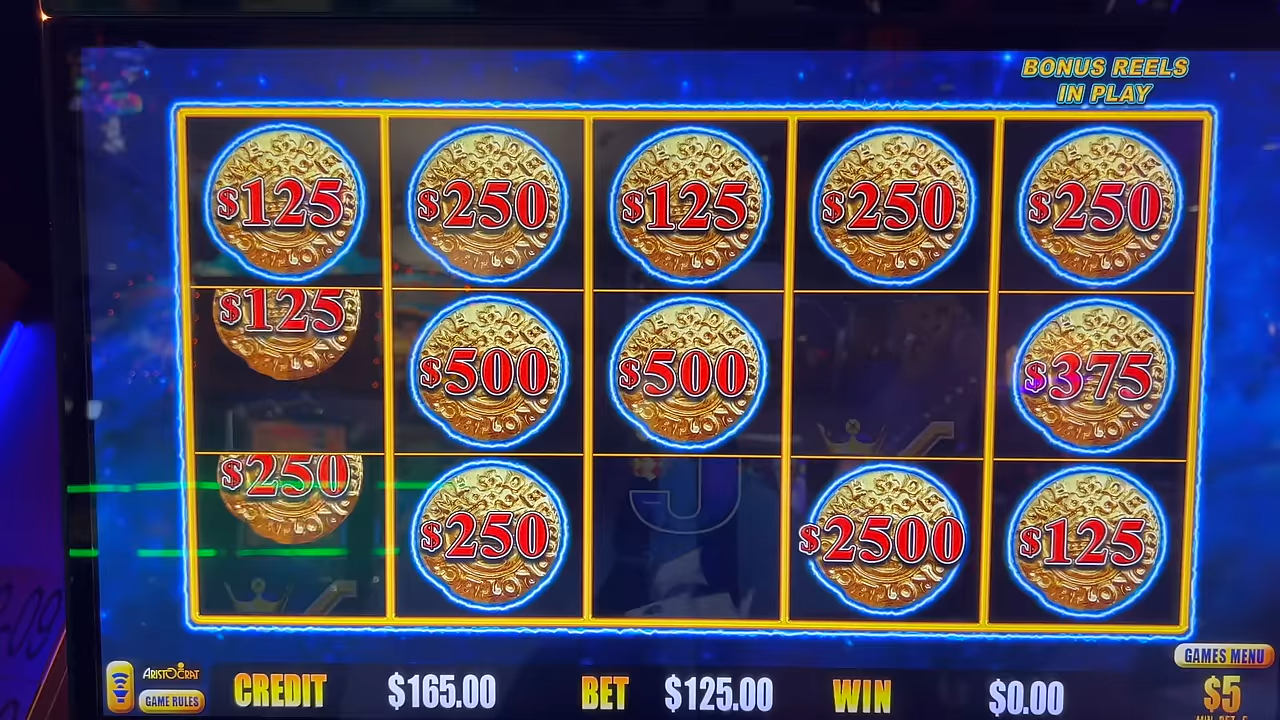 BONUS REELS
IN PLAY
$125 $250 $125 $250 $250
$125 $500 $500 $375
$250 $250 J $2500 $125
ARISTOCRAT
GAME RULES
CREDIT $165.00 BET $125.00 WIN $0.00
GAMES MENU
$5